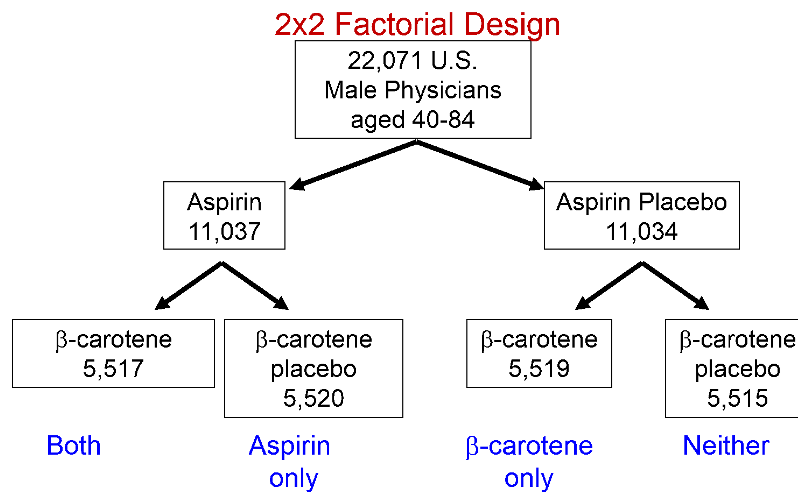 2x2 Factorial Design
22,071 U.S.
Male Physicians
aged 40-84
Aspirin
11,037
Aspirin Placebo
11,034
β-carotene
5,517
β-carotene
placebo
5,520
β-carotene
5,519
β-carotene
placebo
5,515
Both
Aspirin
only
β-carotene
only
Neither